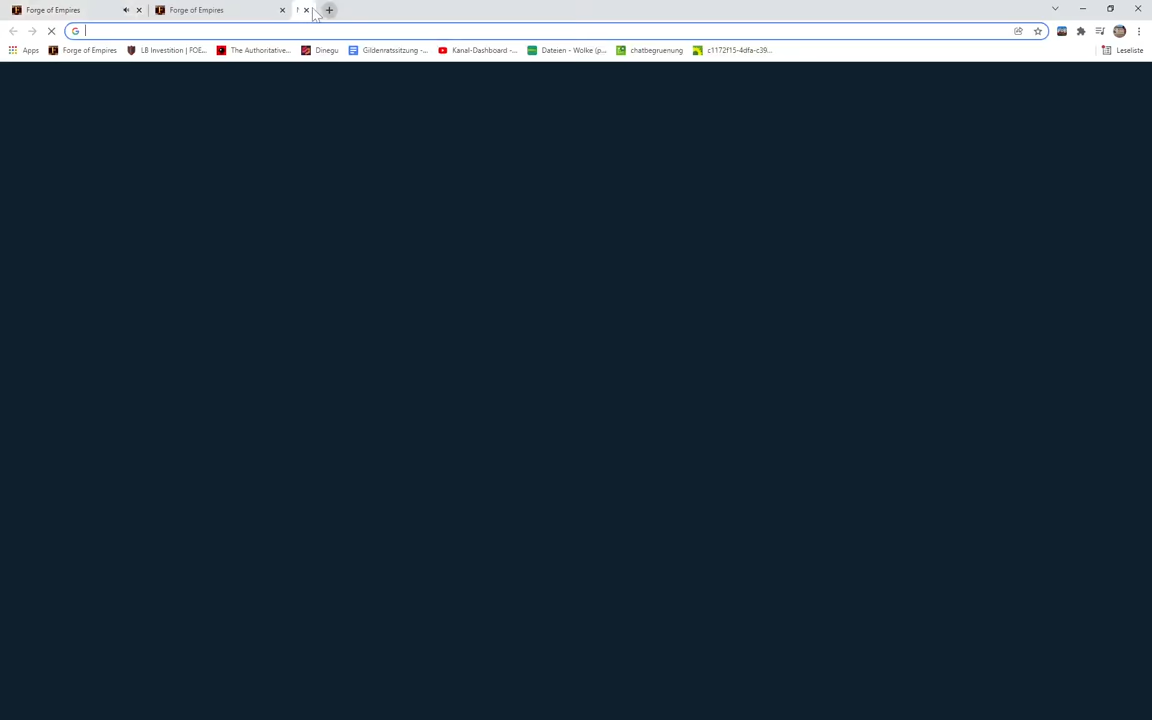 Forge of Empires
Forge of Empires
Apps
Forge of Empires
LB Investition | FOE...
The Authoritative...
Dinegu
Gildenratssitzung -...
Kanal-Dashboard -...
Dateien - Wolke (p...
chatbegruenung
c1172f15-4dfa-c39...
Leseliste